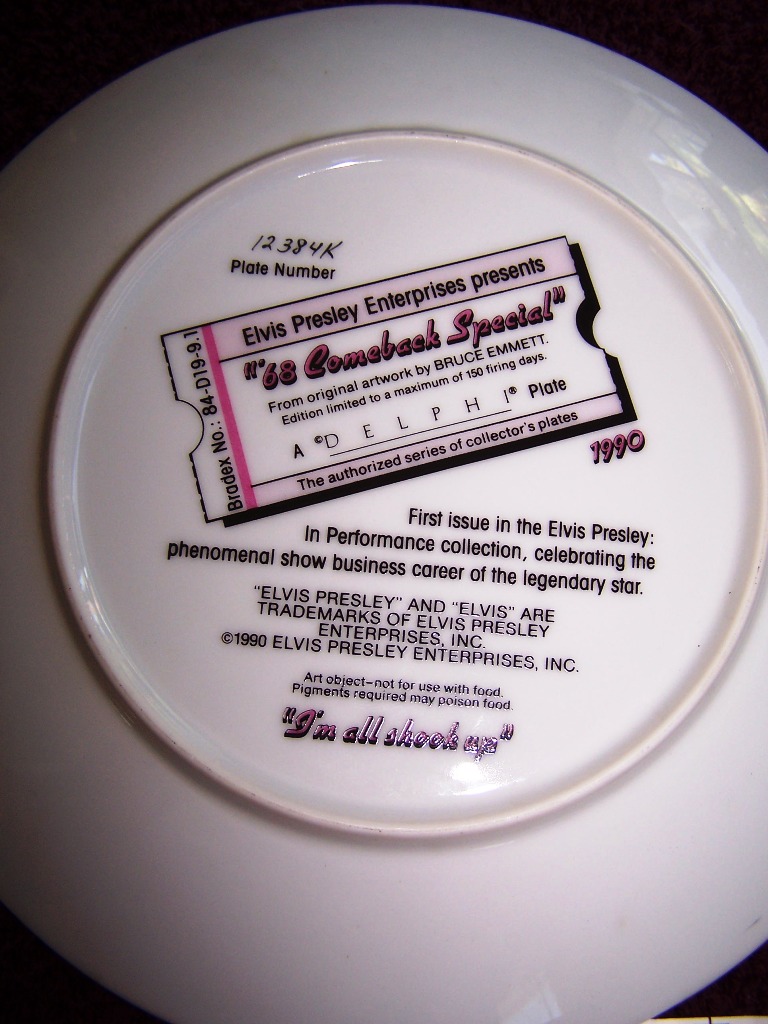 12384K
Plate Number
Elvis Presley Enterprises presents
"'68 Comeback Special"
From original artwork by BRUCE EMMETT.
Edition limited to a maximum of 150 firing days.
A ©DELPHI® Plate
The authorized series of collector's plates
Bradex No.: 84-D19-9.1
1990
First issue in the Elvis Presley:
In Performance collection, celebrating the
phenomenal show business career of the legendary star.
"ELVIS PRESLEY" AND "ELVIS" ARE
TRADEMARKS OF ELVIS PRESLEY
ENTERPRISES, INC.
©1990 ELVIS PRESLEY ENTERPRISES, INC.
Art object–not for use with food.
Pigments required may poison food.
"I'm all shook up"